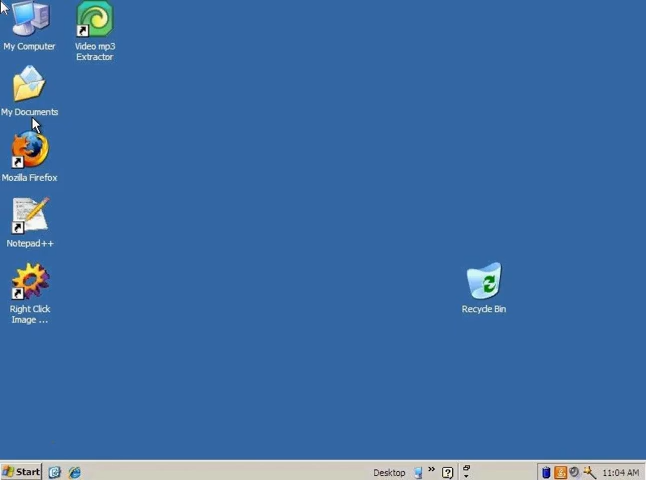 My Computer
Video mp3
Extractor
My Documents
Mozilla Firefox
Notepad++
Right Click
Image ...
Recycle Bin
Start
Desktop
»
?
11:04 AM